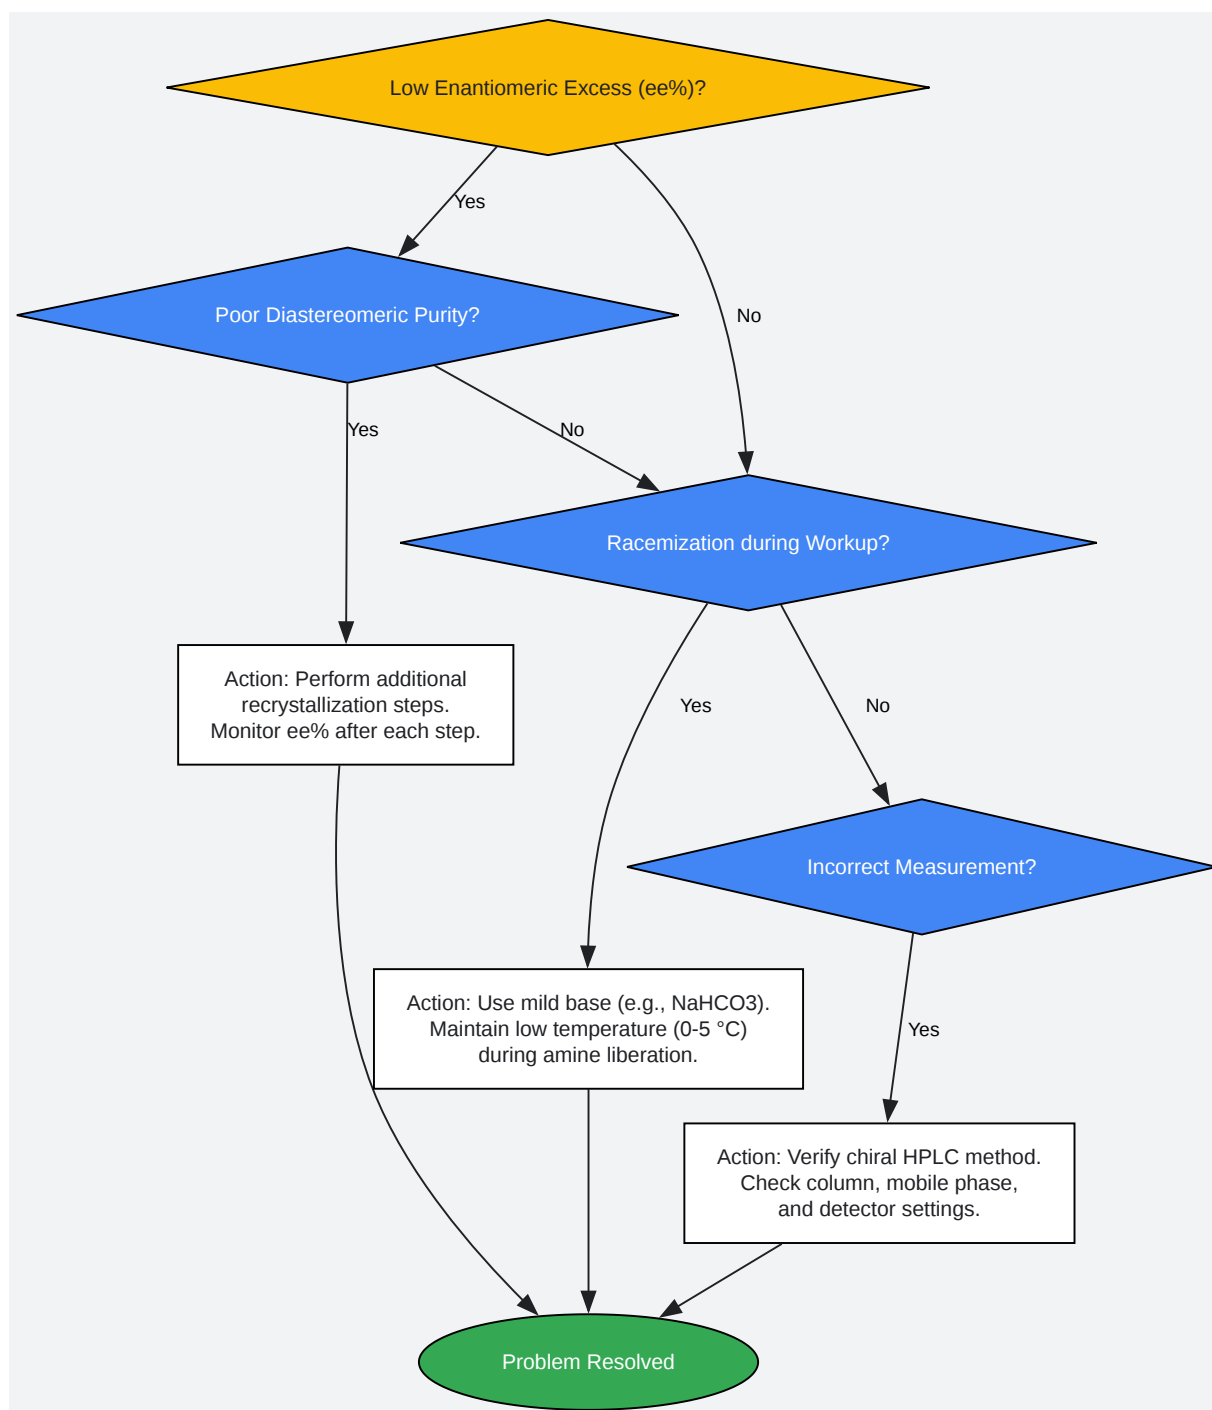 Low Enantiomeric Excess (ee%)?
Yes
Poor Diastereomeric Purity?
No
Yes
No
Racemization during Workup?
Action: Perform additional
recrystallization steps.
Monitor ee% after each step.
Yes
No
Incorrect Measurement?
Action: Use mild base (e.g., NaHCO3).
Maintain low temperature (0-5 °C)
during amine liberation.
Yes
Action: Verify chiral HPLC method.
Check column, mobile phase,
and detector settings.
Problem Resolved